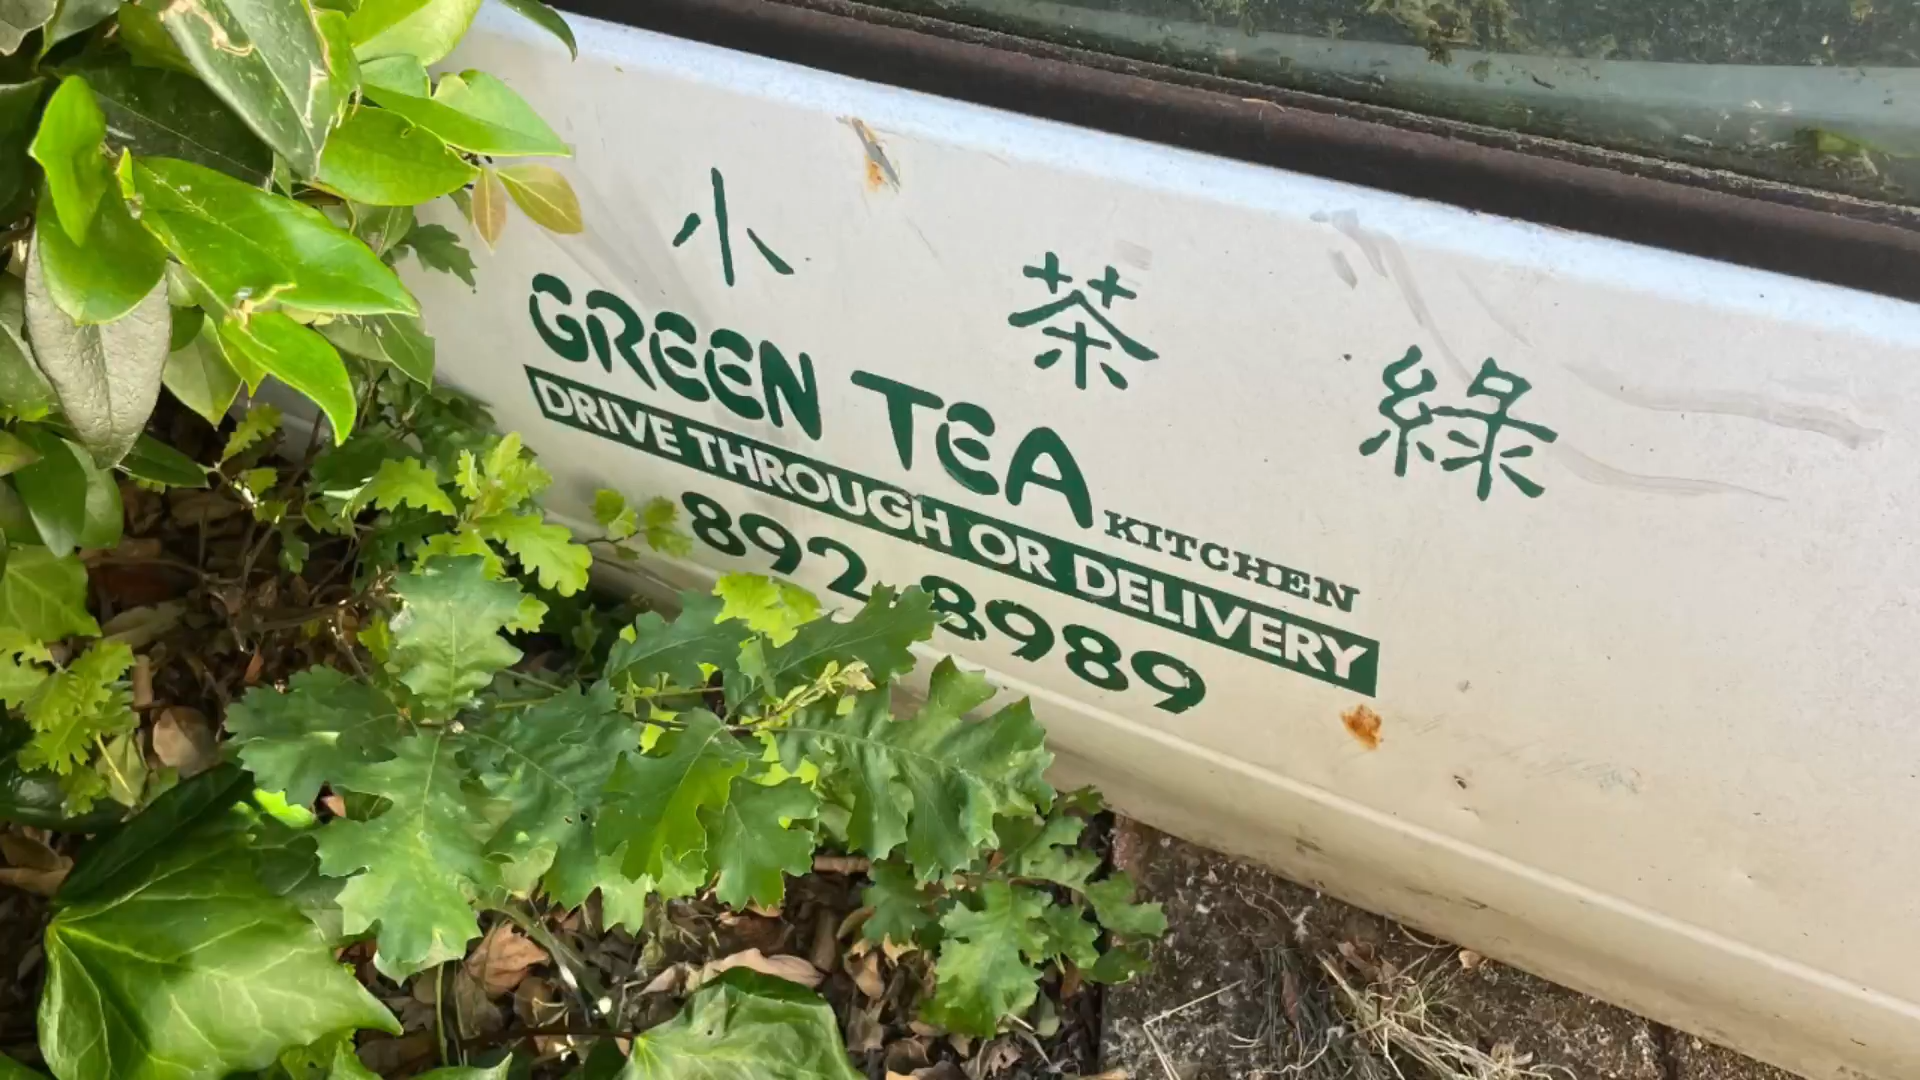 小 茶 綠
GREEN TEA KITCHEN
DRIVE THROUGH OR DELIVERY
892-8989